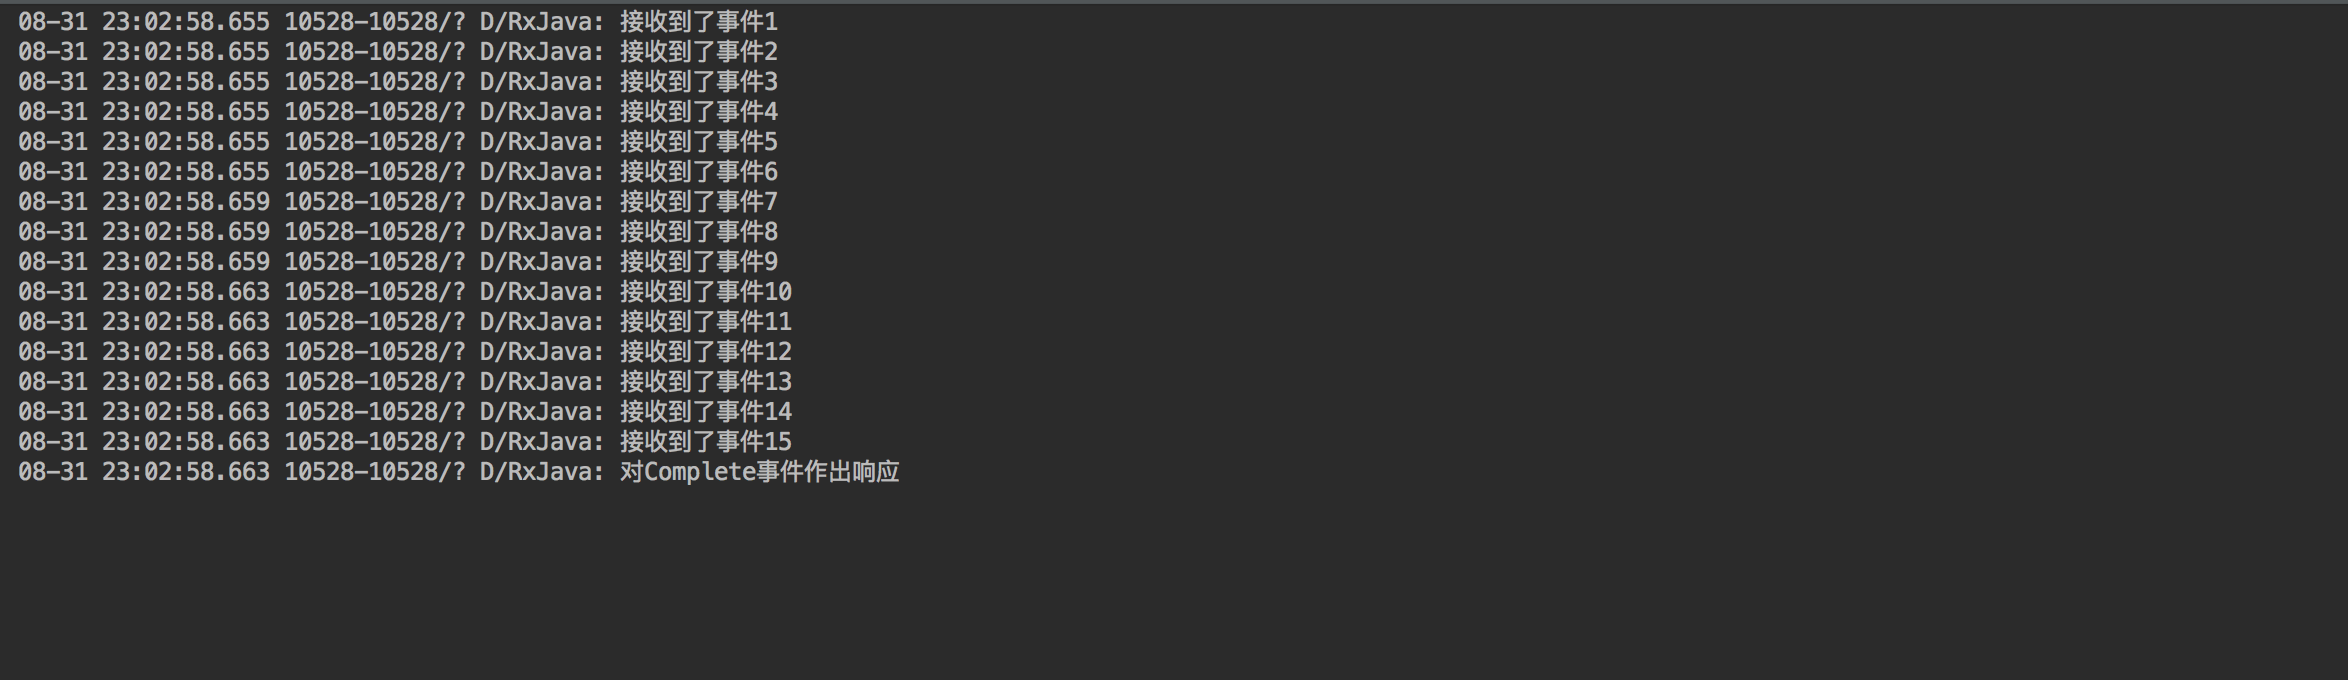 08-31 23:02:58.655 10528-10528/? D/RxJava: 接收到了事件1
08-31 23:02:58.655 10528-10528/? D/RxJava: 接收到了事件2
08-31 23:02:58.655 10528-10528/? D/RxJava: 接收到了事件3
08-31 23:02:58.655 10528-10528/? D/RxJava: 接收到了事件4
08-31 23:02:58.655 10528-10528/? D/RxJava: 接收到了事件5
08-31 23:02:58.655 10528-10528/? D/RxJava: 接收到了事件6
08-31 23:02:58.659 10528-10528/? D/RxJava: 接收到了事件7
08-31 23:02:58.659 10528-10528/? D/RxJava: 接收到了事件8
08-31 23:02:58.659 10528-10528/? D/RxJava: 接收到了事件9
08-31 23:02:58.663 10528-10528/? D/RxJava: 接收到了事件10
08-31 23:02:58.663 10528-10528/? D/RxJava: 接收到了事件11
08-31 23:02:58.663 10528-10528/? D/RxJava: 接收到了事件12
08-31 23:02:58.663 10528-10528/? D/RxJava: 接收到了事件13
08-31 23:02:58.663 10528-10528/? D/RxJava: 接收到了事件14
08-31 23:02:58.663 10528-10528/? D/RxJava: 接收到了事件15
08-31 23:02:58.663 10528-10528/? D/RxJava: 对Complete事件作出响应